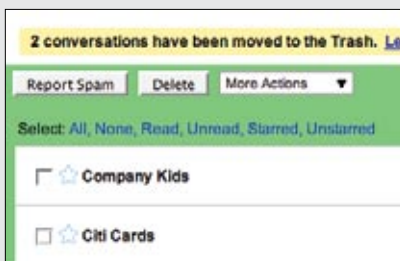 2 conversations have been moved to the Trash.
Report Spam Delete More Actions
Select: All, None, Read, Unread, Starred, Unstarred
Company Kids
Citi Cards